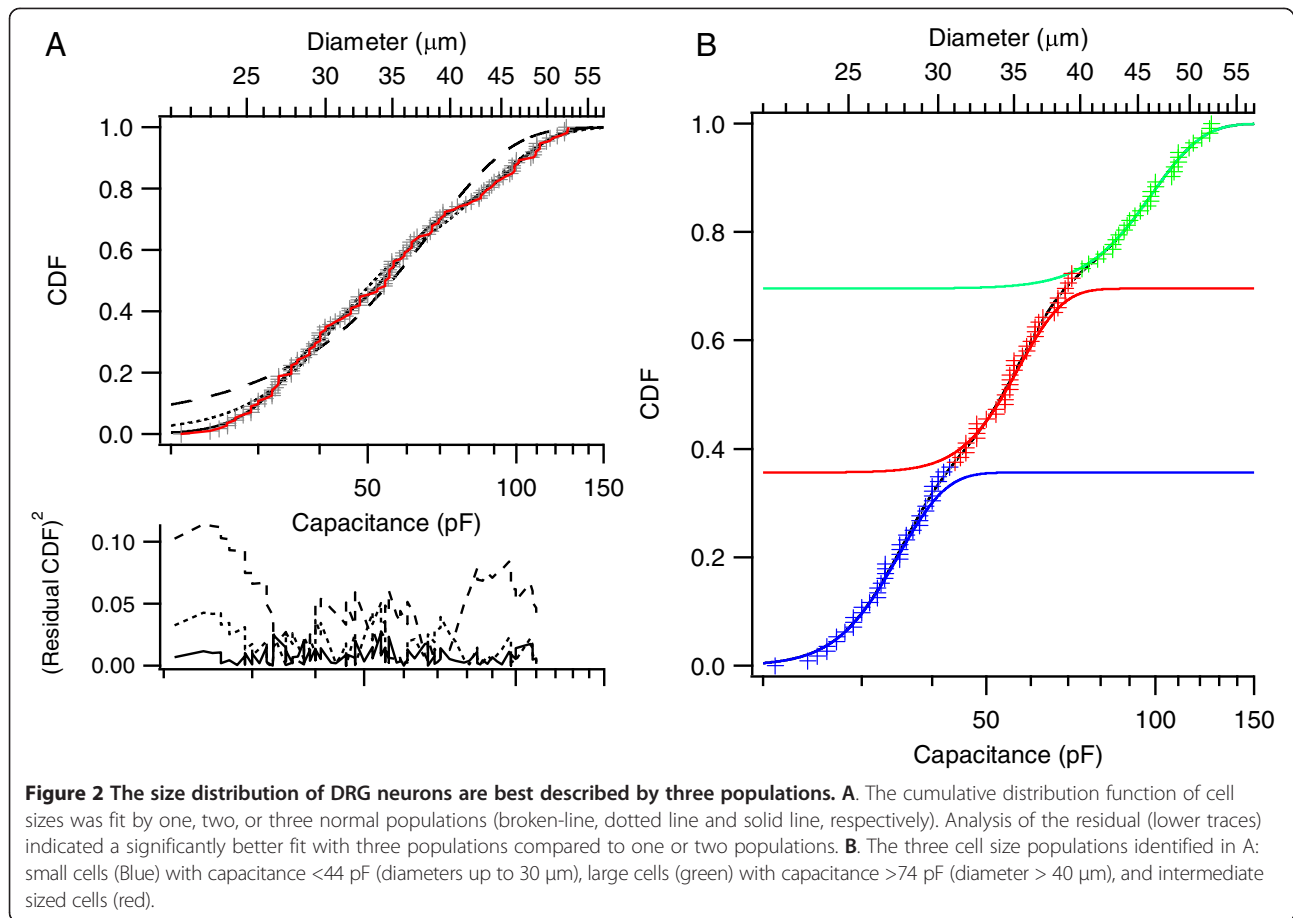 A
Diameter (µm)
25 30 35 40 45 50 55
1.0
0.8
0.6
0.4
0.2
0.0
CDF
50 100 150
Capacitance (pF)
(Residual CDF)²
0.10
0.05
0.00
B
Diameter (µm)
25 30 35 40 45 50 55
1.0
0.8
0.6
0.4
0.2
0.0
CDF
50 100 150
Capacitance (pF)
Figure 2 The size distribution of DRG neurons are best described by three populations. A. The cumulative distribution function of cell
sizes was fit by one, two, or three normal populations (broken-line, dotted line and solid line, respectively). Analysis of the residual (lower traces)
indicated a significantly better fit with three populations compared to one or two populations. B. The three cell size populations identified in A:
small cells (Blue) with capacitance <44 pF (diameters up to 30 µm), large cells (green) with capacitance >74 pF (diameter > 40 µm), and intermediate
sized cells (red).